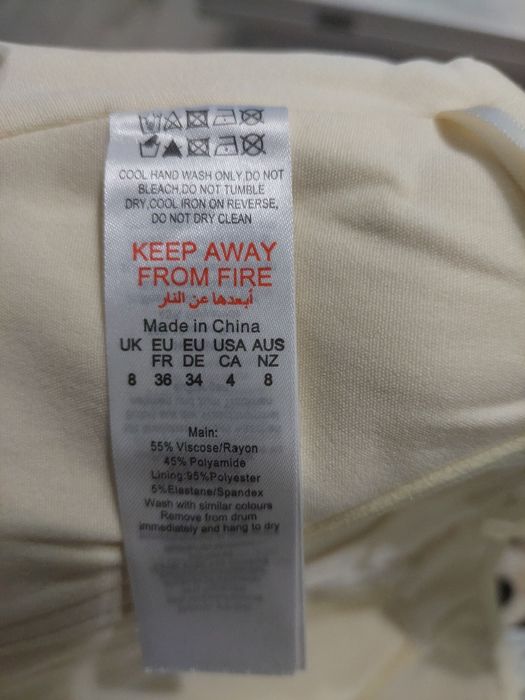 COOL HAND WASH ONLY.DO NOT
BLEACH,DO NOT TUMBLE
DRY,COOL IRON ON REVERSE,
DO NOT DRY CLEAN
KEEP AWAY
FROM FIRE
أبعدها عن النار
Made in China
UK EU EU USA AUS
FR DE CA NZ
8 36 34 4 8
Main:
55% Viscose/Rayon
45% Polyamide
Lining:95%Polyester
5%Elastane/Spandex
Wash with similar colours
Remove from drum
immediately and hang to dry